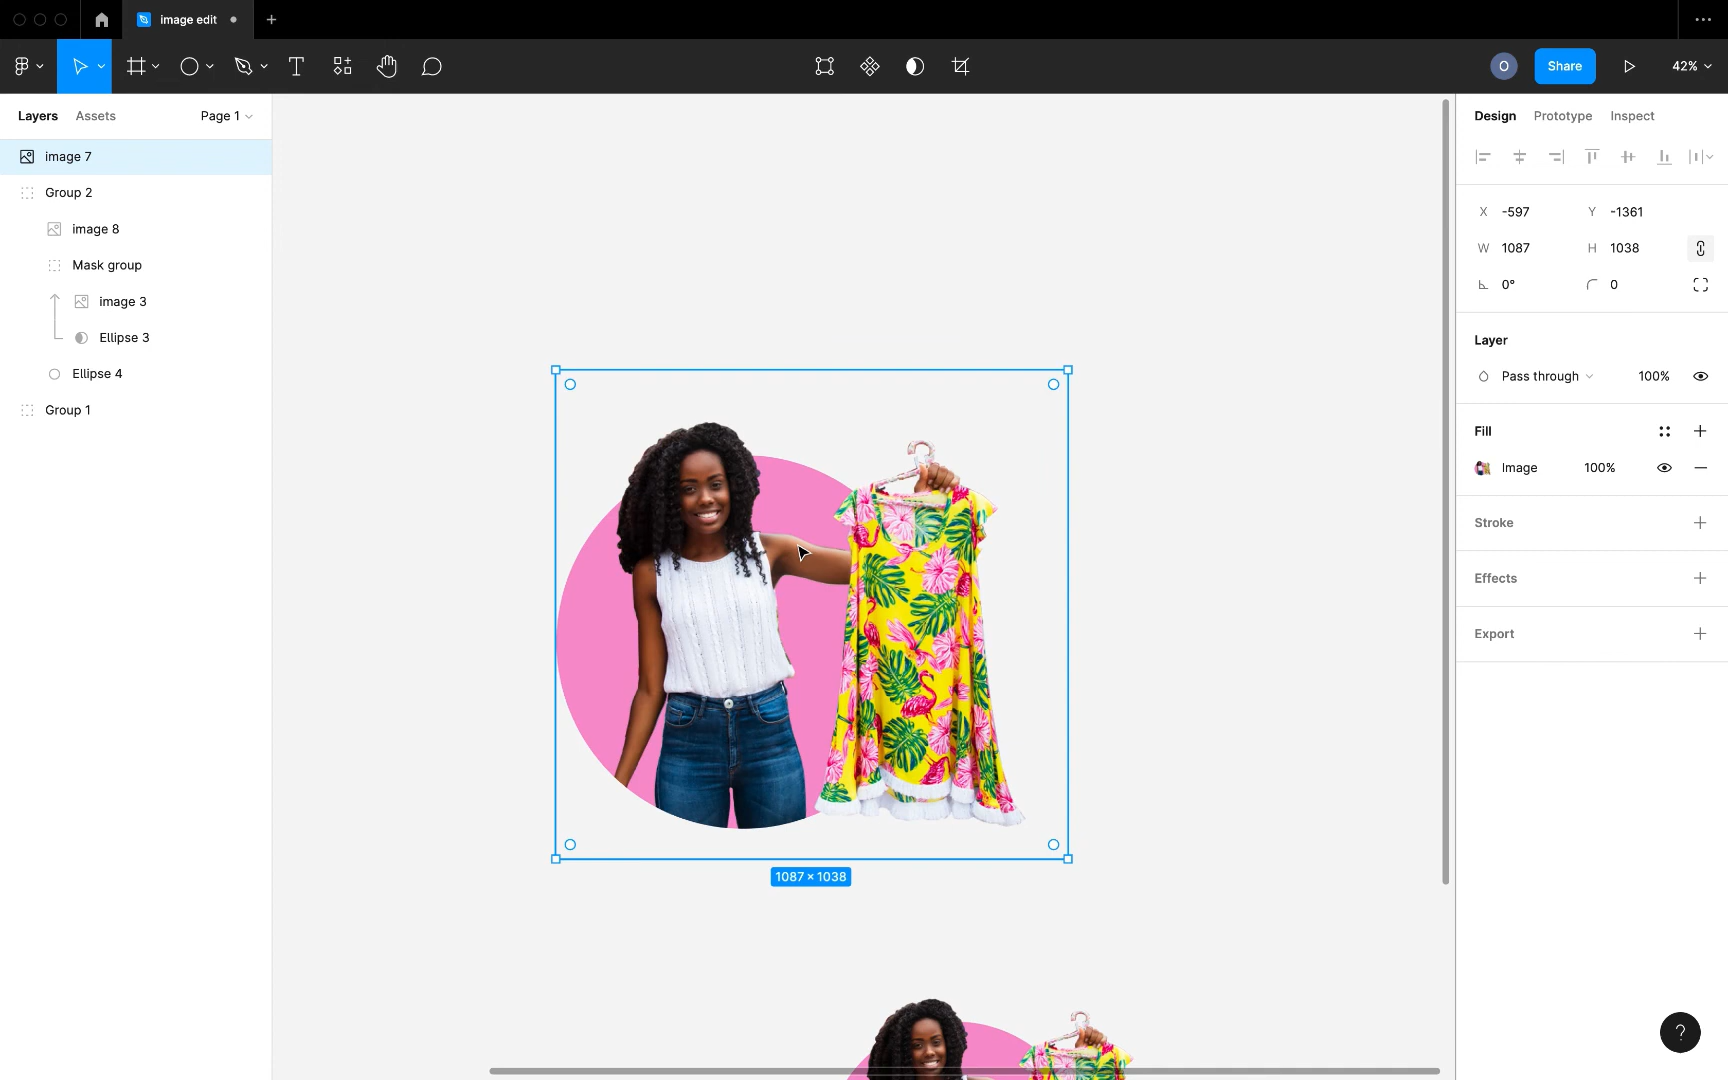 image edit
O
Share
42%
Layers
Assets
Page 1
image 7
Group 2
image 8
Mask group
image 3
Ellipse 3
Ellipse 4
Group 1
1087 × 1038
Design
Prototype
Inspect
X -597
Y -1361
W 1087
H 1038
0°
0
Layer
Pass through
100%
Fill
Image
100%
Stroke
Effects
Export
?